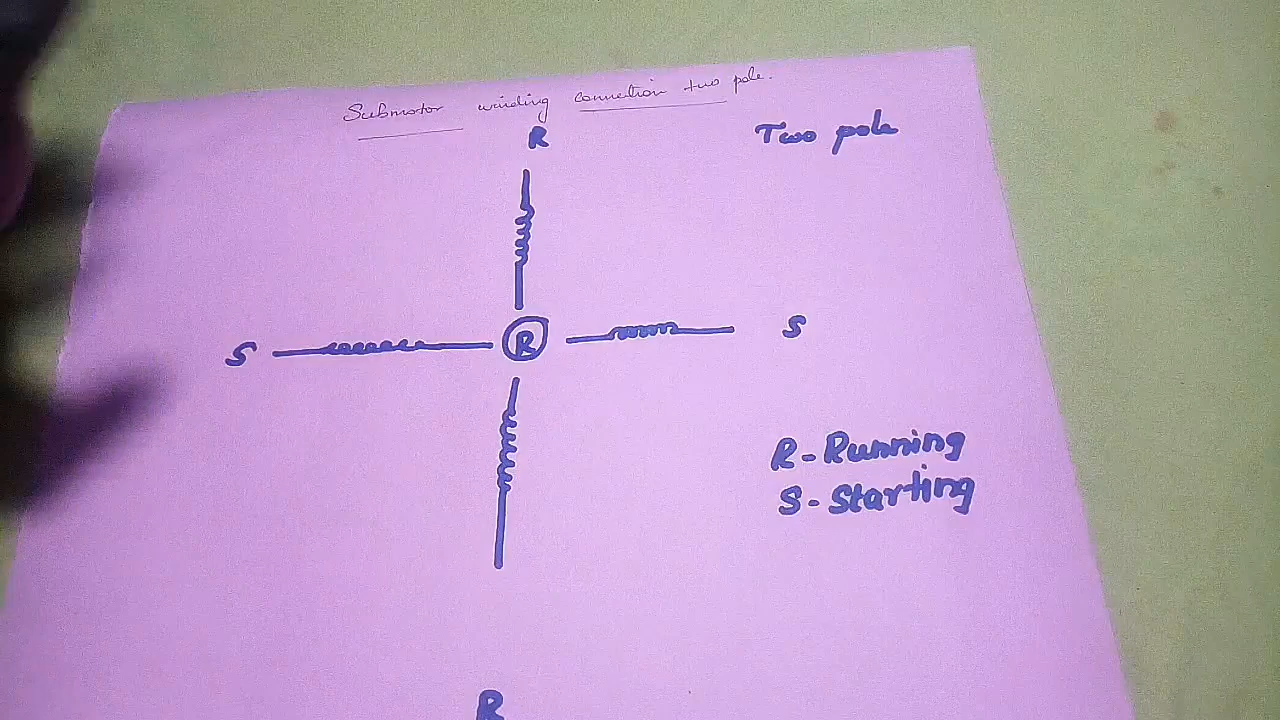 Submotor winding connection two pole.
R
Two pole
S
R
S
R - Running
S - Starting
R